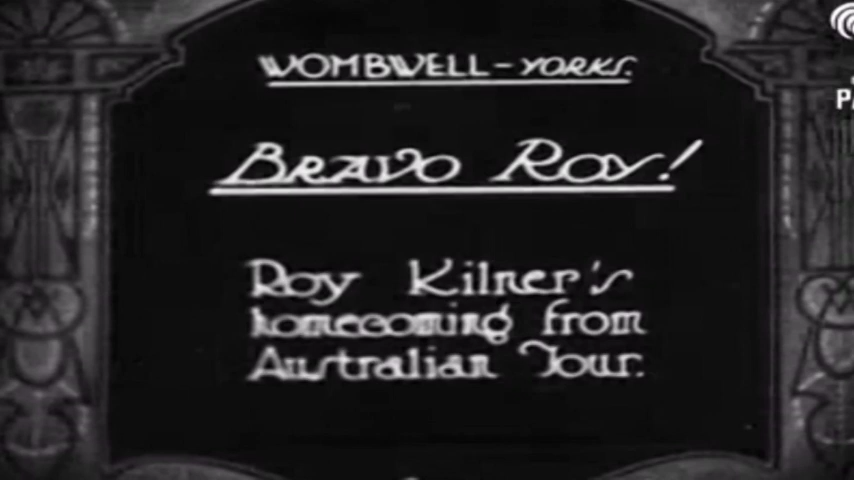 WOMBWELL - YORKS.
BRAVO ROY!
Roy Kilner's
homecoming from
Australian Tour.